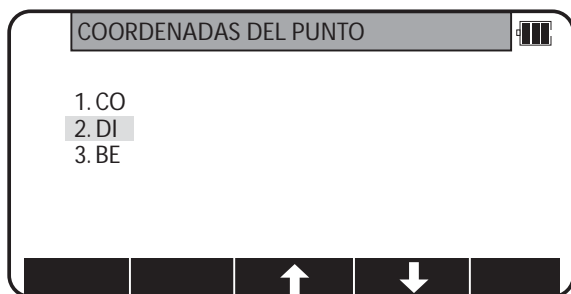 COORDENADAS DEL PUNTO
1. CO
2. DI
3. BE